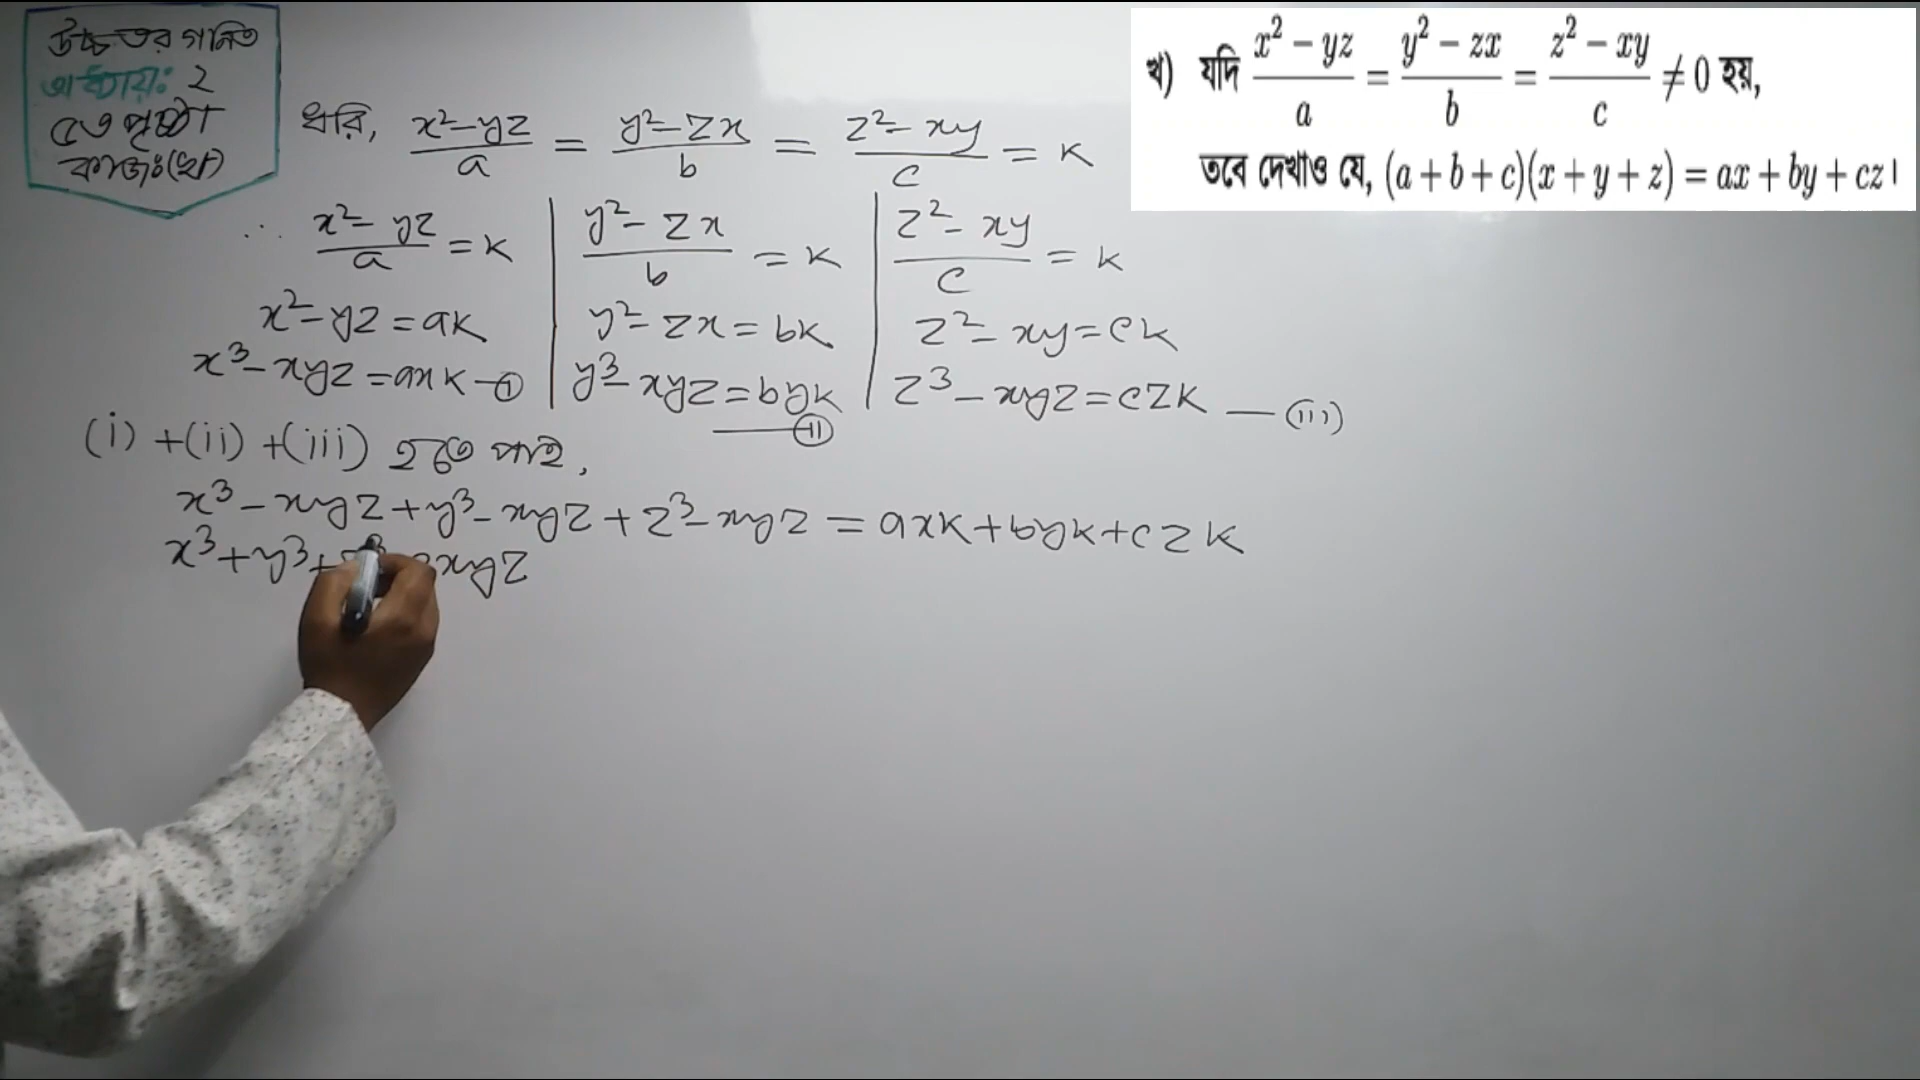 উচ্চতর গনিত
অধ্যায়ঃ ২
৫৩ পৃষ্ঠা
কাজঃ(খ)
খ) যদি (x² − yz)/a = (y² − zx)/b = (z² − xy)/c ≠ 0 হয়,
তবে দেখাও যে, (a + b + c)(x + y + z) = ax + by + cz।
ধরি, (x²−yz)/a = (y²−zx)/b = (z²−xy)/c = k
∴ (x²−yz)/a = k | (y²−zx)/b = k | (z²−xy)/c = k
x²−yz = ak | y²−zx = bk | z²−xy = ck
x³−xyz = axk —(i) | y³−xyz = byk —(ii) | z³−xyz = czk —(iii)
(i) +(ii) +(iii) হতে পাই,
x³−xyz+y³−xyz+z³−xyz = axk+byk+czk
x³+y³+ xyz